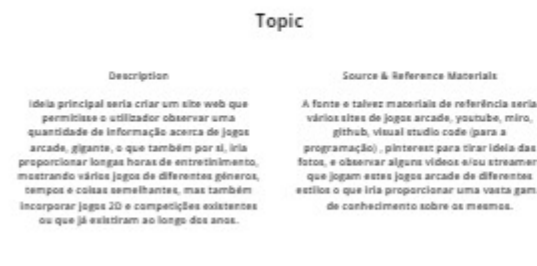 Topic
Description
Ideia principal seria criar um site web que
permitisse o utilizador observar uma
quantidade de informação acerca de jogos
arcade, gigante, o que também por si, iria
proporcionar longas horas de entretinimento,
mostrando vários jogos de diferentes géneros,
tempos e coisas semelhantes, mas também
incorporar jogos 2D e competições existentes
ou que já existiram ao longo dos anos.
Source & Reference Materials
A fonte e talvez materiais de referência seria
vários sites de jogos arcade, youtube, miro,
github, visual studio code (para a
programação) , pinterest para tirar ideia das
fotos, e observar alguns videos e/ou streamer
que jogam estes jogos arcade de diferentes
estilos o que iria proporcionar uma vasta gam
de conhecimento sobre os mesmos.